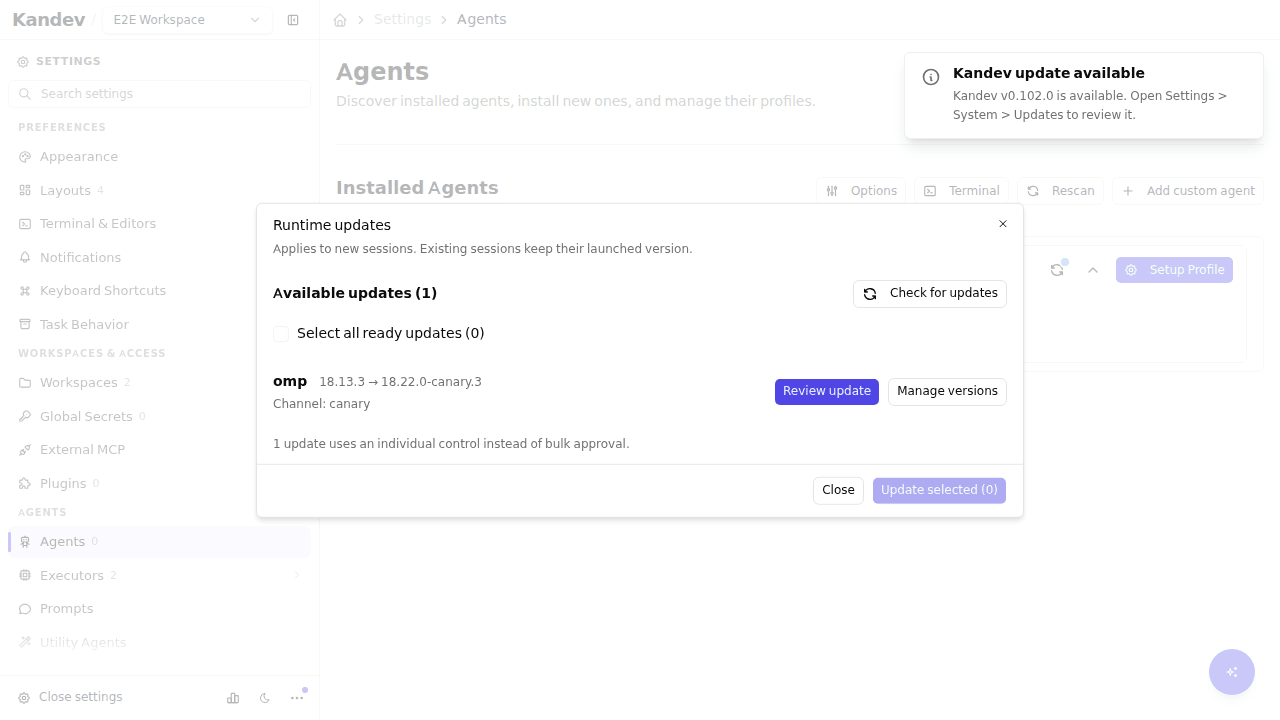 Kandev / E2E Workspace
Settings
Agents
SETTINGS
Search settings
PREFERENCES
Appearance
Layouts 4
Terminal & Editors
Notifications
Keyboard Shortcuts
Task Behavior
WORKSPACES & ACCESS
Workspaces 2
Global Secrets 0
External MCP
Plugins 0
AGENTS
Agents 0
Executors 2
Prompts
Utility Agents
Close settings
Agents
Discover installed agents, install new ones, and manage their profiles.
Kandev update available
Kandev v0.102.0 is available. Open Settings >
System > Updates to review it.
Installed Agents
Options
Terminal
Rescan
Add custom agent
Setup Profile
Runtime updates
Applies to new sessions. Existing sessions keep their launched version.
Available updates (1)
Check for updates
Select all ready updates (0)
omp 18.13.3 → 18.22.0-canary.3
Channel: canary
Review update
Manage versions
1 update uses an individual control instead of bulk approval.
Close
Update selected (0)